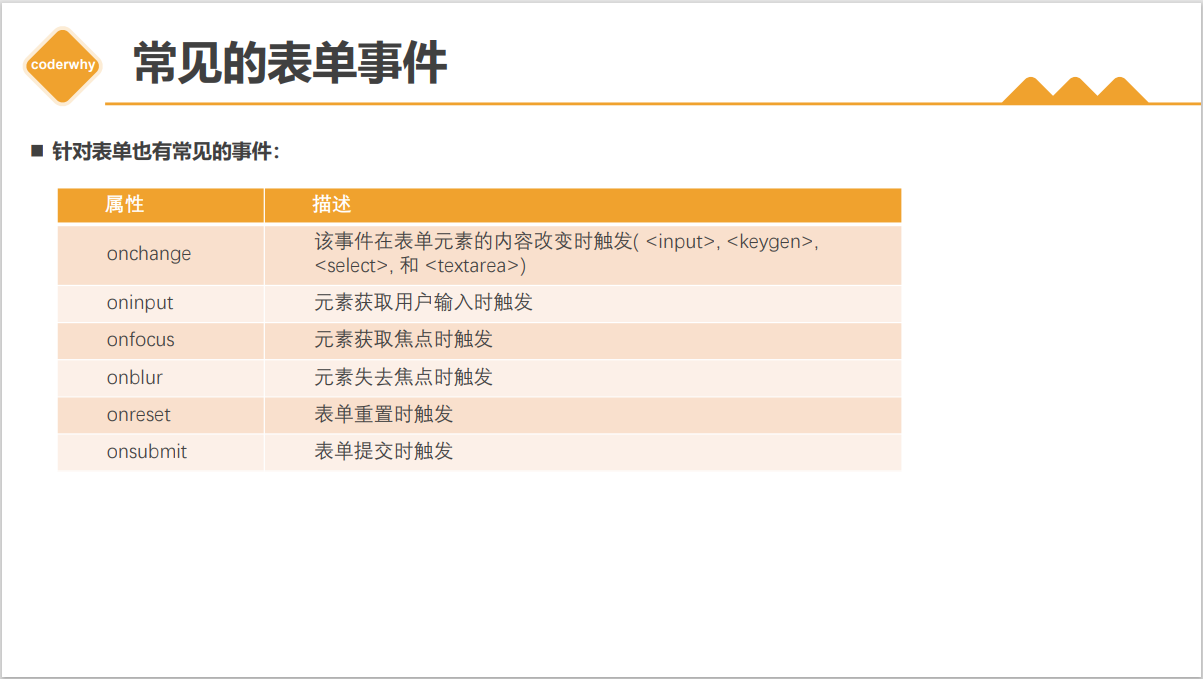 coderwhy
常见的表单事件
■ 针对表单也有常见的事件：
属性 描述
onchange 该事件在表单元素的内容改变时触发( <input>, <keygen>,
<select>, 和 <textarea>)
oninput 元素获取用户输入时触发
onfocus 元素获取焦点时触发
onblur 元素失去焦点时触发
onreset 表单重置时触发
onsubmit 表单提交时触发